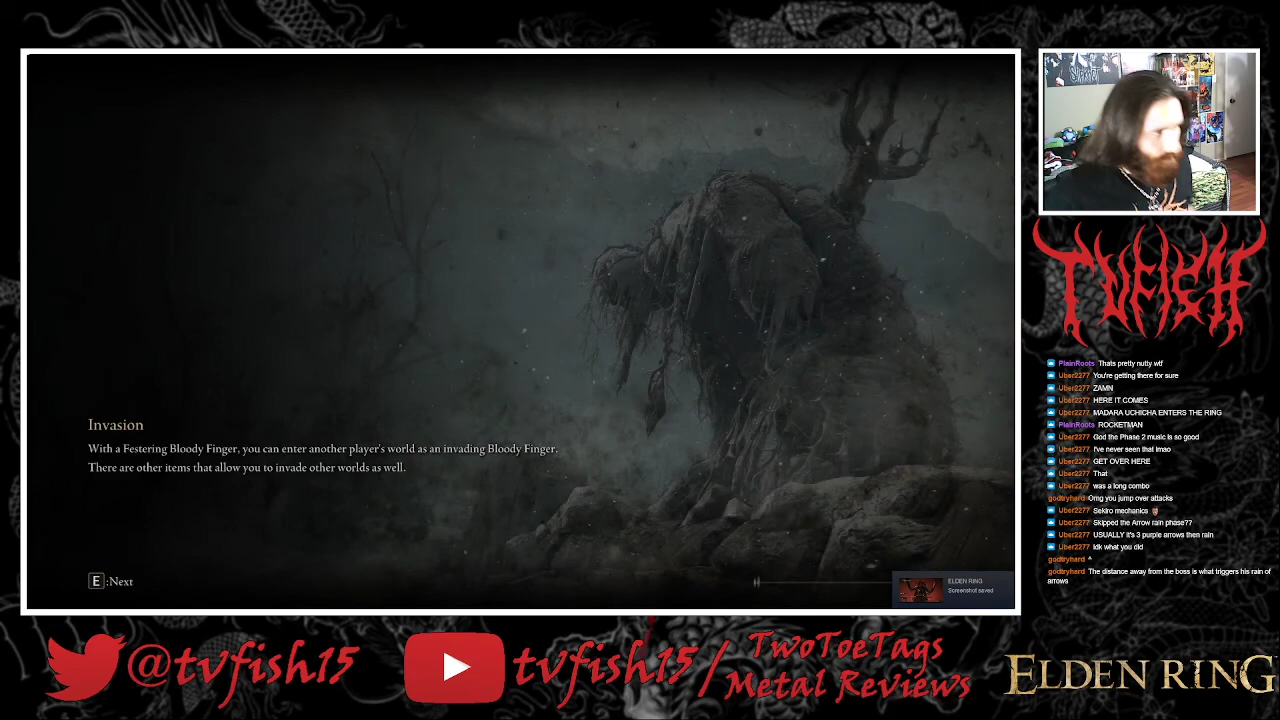 Invasion
With a Festering Bloody Finger, you can enter another player's world as an invading Bloody Finger.
There are other items that allow you to invade other worlds as well.
E :Next
ELDEN RING
Screenshot saved
TVFISH
PlainRoots Thats pretty nutty wtf
Uber2277 You're getting there for sure
Uber2277 ZAMN
Uber2277 HERE IT COMES
Uber2277 MADARA UCHICHA ENTERS THE RING
PlainRoots ROCKETMAN
Uber2277 God the Phase 2 music is so good
Uber2277 I've never seen that lmao
Uber2277 GET OVER HERE
Uber2277 That
Uber2277 was a long combo
godtryhard Omg you jump over attacks
Uber2277 Sekiro mechanics
Uber2277 Skipped the Arrow rain phase??
Uber2277 USUALLY it's 3 purple arrows then rain
Uber2277 Idk what you did
godtryhard ^
godtryhard The distance away from the boss is what triggers his rain of
arrows
@tvfish15
tvfish15 / TwoToeTags
Metal Reviews
ELDEN RING